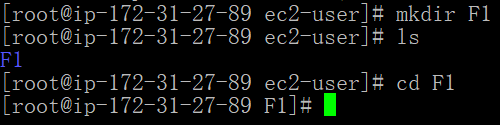 [root@ip-172-31-27-89 ec2-user]# mkdir F1
[root@ip-172-31-27-89 ec2-user]# ls
F1
[root@ip-172-31-27-89 ec2-user]# cd F1
[root@ip-172-31-27-89 F1]#